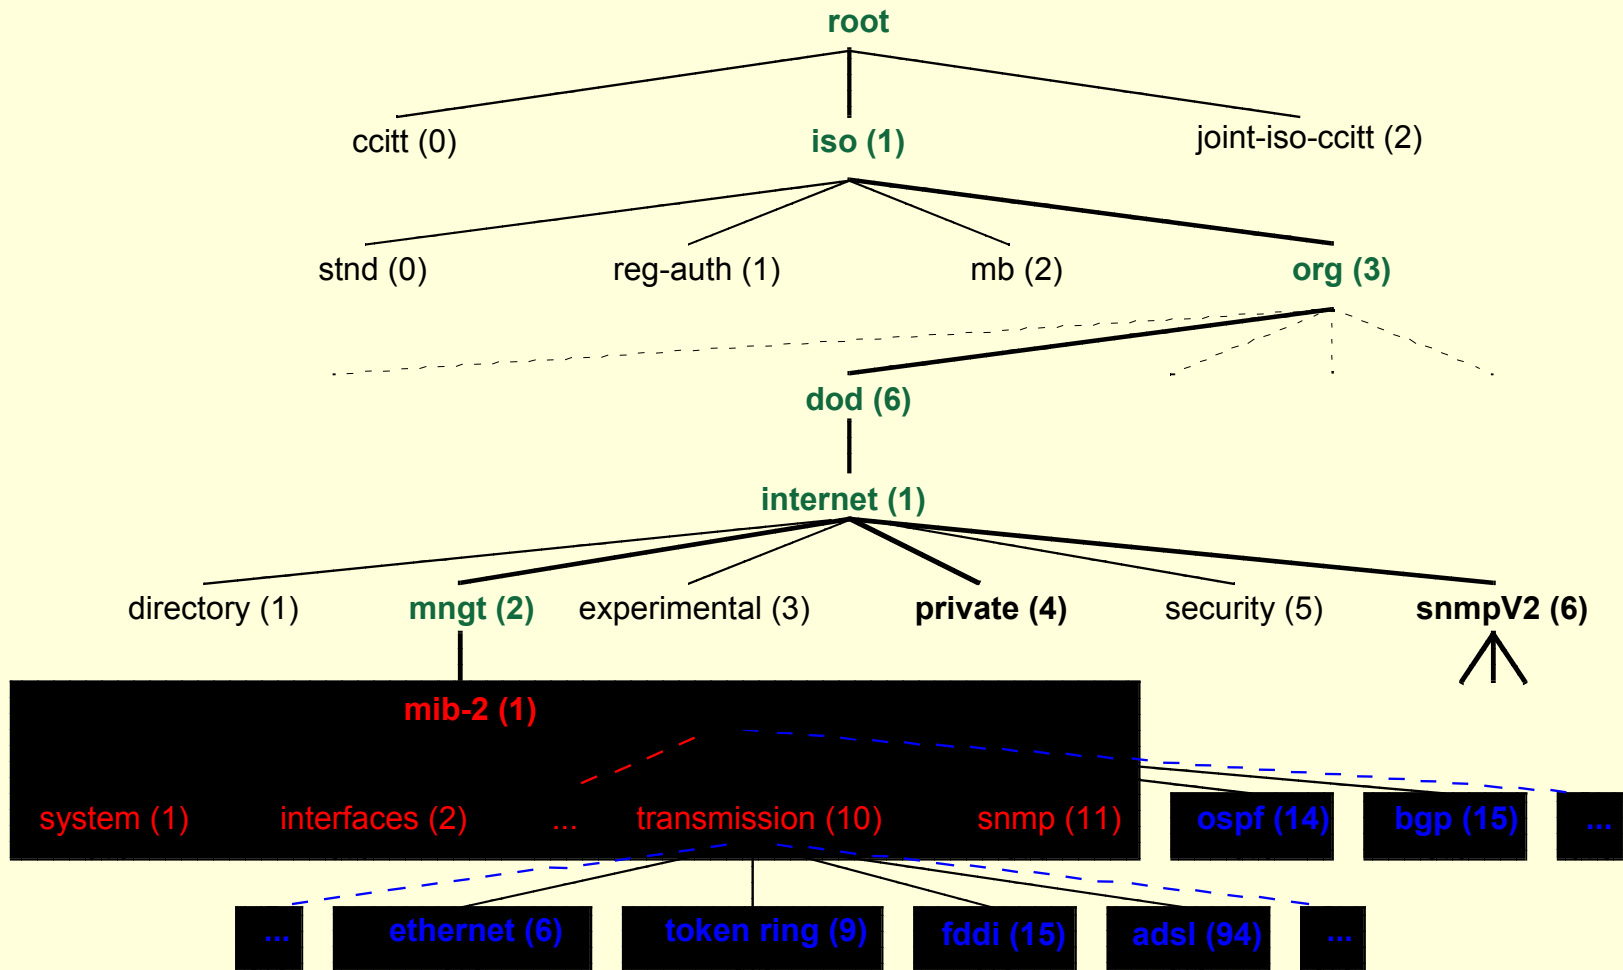 root
ccitt (0) iso (1) joint-iso-ccitt (2)
stnd (0) reg-auth (1) mb (2) org (3)
dod (6)
internet (1)
directory (1) mngt (2) experimental (3) private (4) security (5) snmpV2 (6)
mib-2 (1)
system (1) interfaces (2) ... transmission (10) snmp (11) ospf (14) bgp (15) ...
... ethernet (6) token ring (9) fddi (15) adsl (94) ...